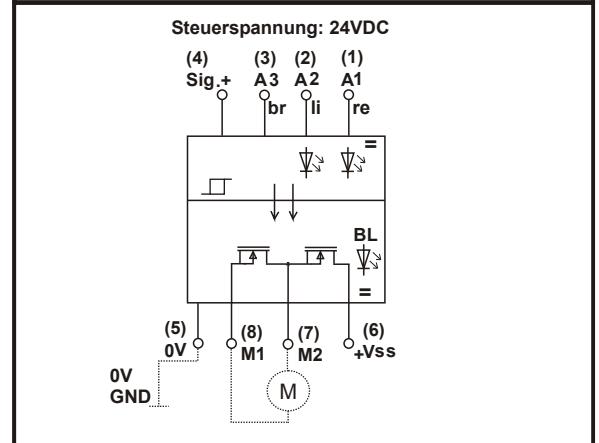 Steuerspannung: 24VDC
(4) (3) (2) (1)
Sig.+ A3 A2 A1
br li re
=
BL
=
(5) (8) (7) (6)
0V M1 M2 +Vss
0V
GND
M